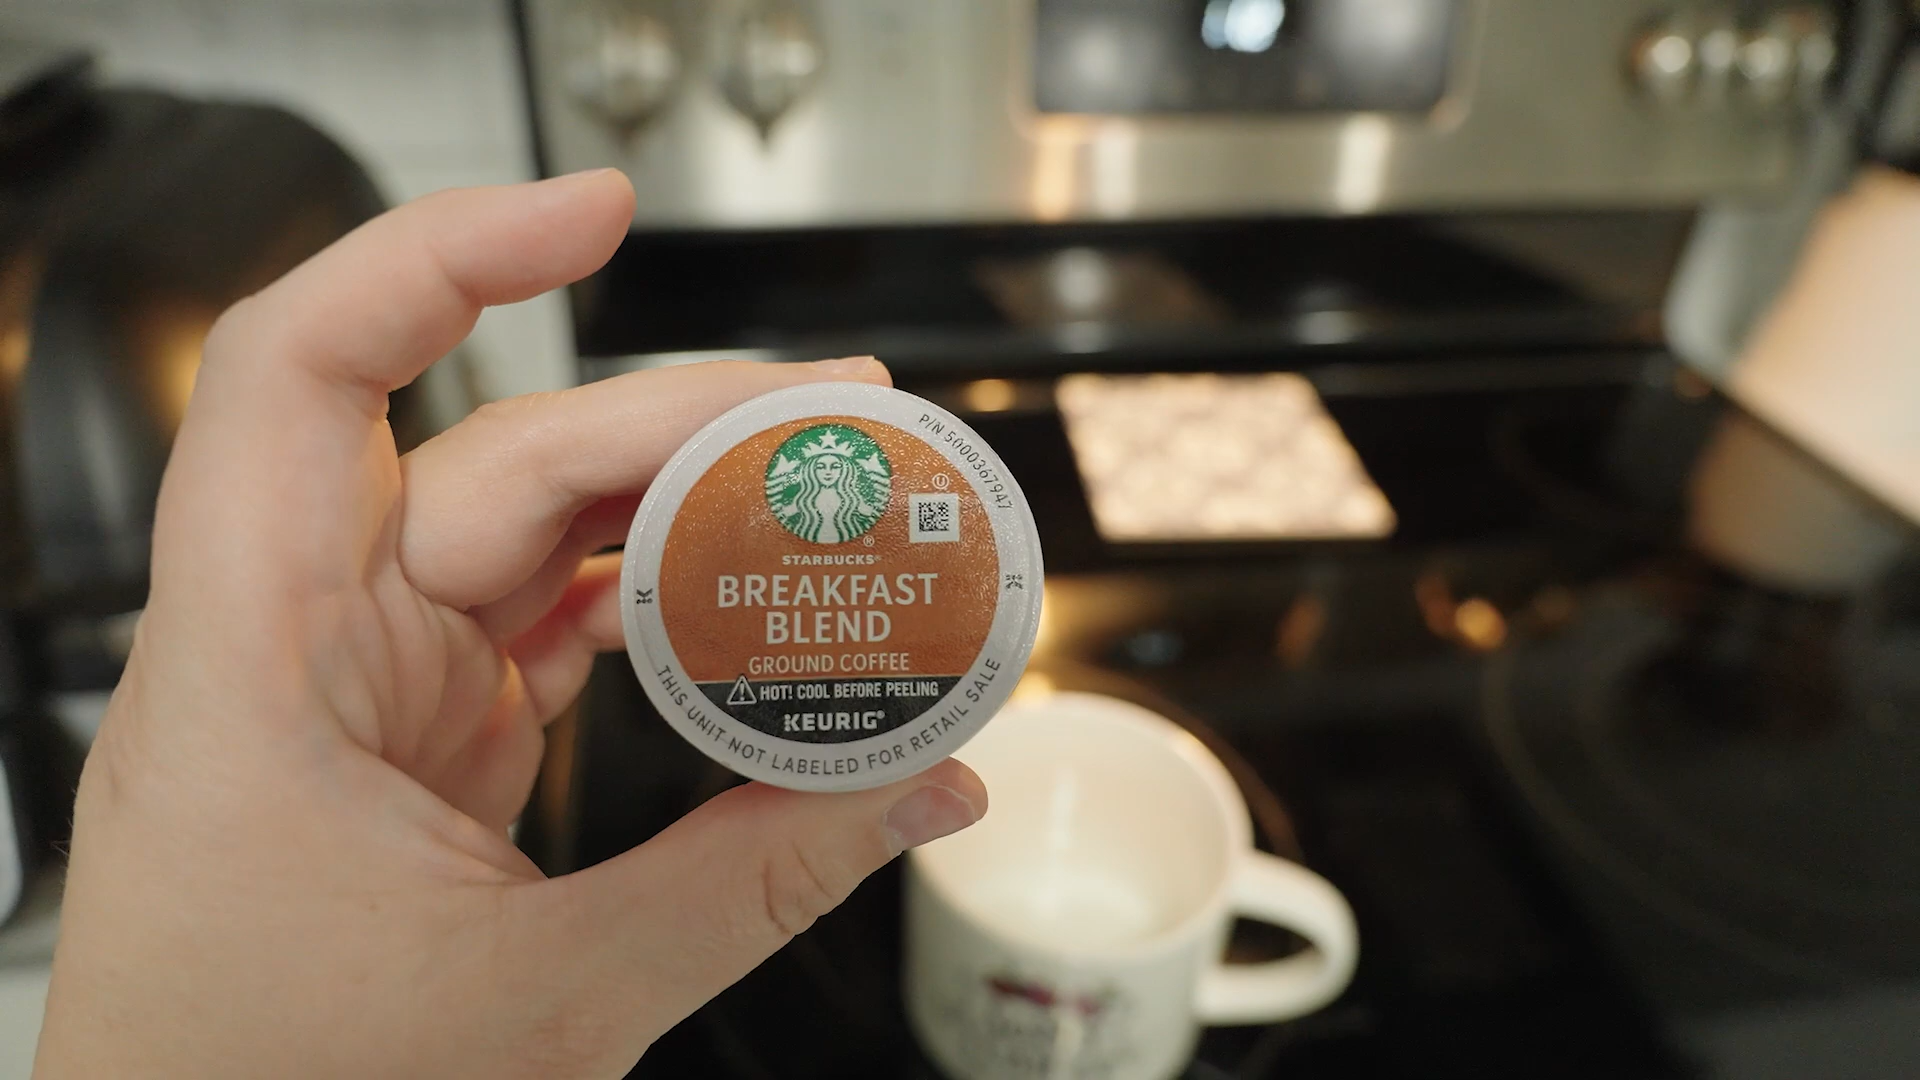 P/N 5000367947
U
STARBUCKS®
BREAKFAST
BLEND
GROUND COFFEE
HOT! COOL BEFORE PEELING
KEURIG®
THIS UNIT NOT LABELED FOR RETAIL SALE